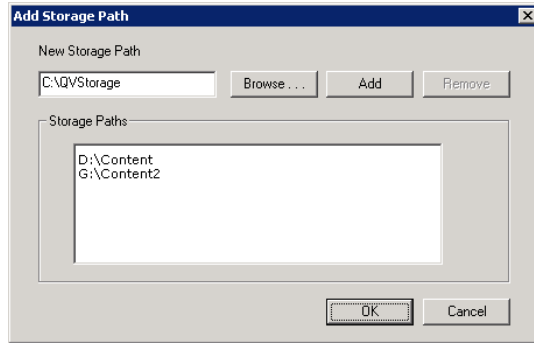 Add Storage Path
New Storage Path
C:\QVStorage
Browse . . .
Add
Remove
Storage Paths
D:\Content
G:\Content2
OK
Cancel